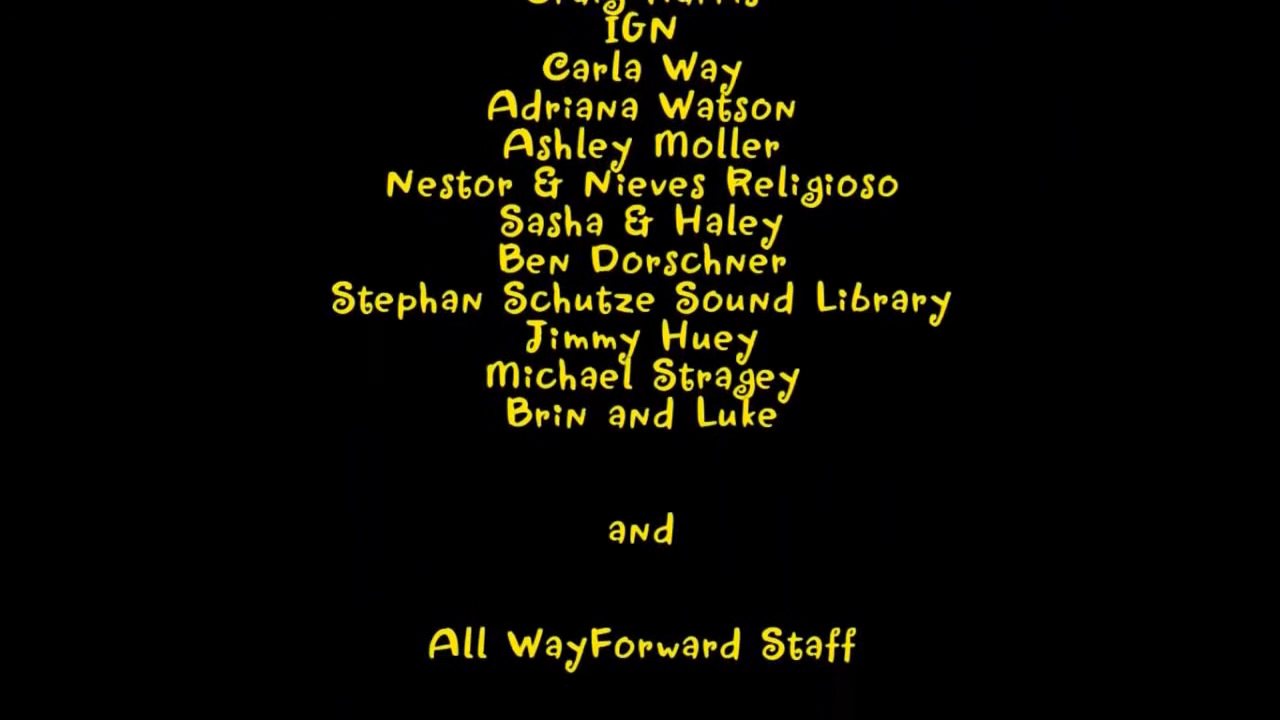 IGN
Carla Way
Adriana Watson
Ashley Moller
Nestor & Nieves Religioso
Sasha & Haley
Ben Dorschner
Stephan Schutze Sound Library
Jimmy Huey
Michael Stragey
Brin and Luke
and
All WayForward Staff